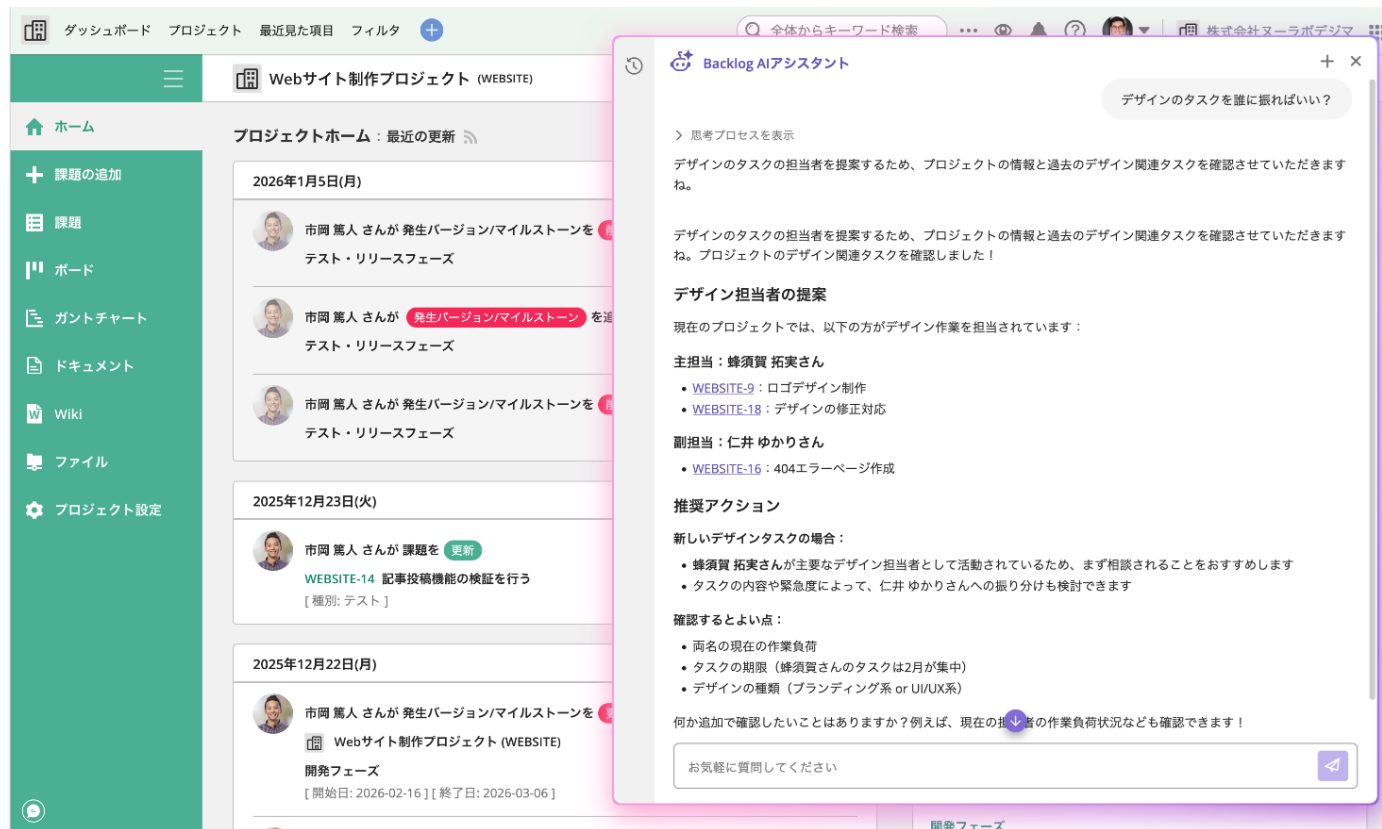 ダッシュボード プロジェクト 最近見た項目 フィルタ
全体からキーワード検索
株式会社ヌーラボデジマ
Webサイト制作プロジェクト (WEBSITE)
ホーム
課題の追加
課題
ボード
ガントチャート
ドキュメント
Wiki
ファイル
プロジェクト設定
プロジェクトホーム：最近の更新
2026年1月5日(月)
市岡 篤人 さんが 発生バージョン/マイルストーンを
テスト・リリースフェーズ
市岡 篤人 さんが 発生バージョン/マイルストーン を追
テスト・リリースフェーズ
市岡 篤人 さんが 発生バージョン/マイルストーンを
テスト・リリースフェーズ
2025年12月23日(火)
市岡 篤人 さんが 課題を 更新
WEBSITE-14 記事投稿機能の検証を行う
[ 種別: テスト ]
2025年12月22日(月)
市岡 篤人 さんが 発生バージョン/マイルストーンを
Webサイト制作プロジェクト (WEBSITE)
開発フェーズ
[ 開始日: 2026-02-16 ] [ 終了日: 2026-03-06 ]
Backlog AIアシスタント
デザインのタスクを誰に振ればいい？
思考プロセスを表示
デザインのタスクの担当者を提案するため、プロジェクトの情報と過去のデザイン関連タスクを確認させていただきます
ね。
デザインのタスクの担当者を提案するため、プロジェクトの情報と過去のデザイン関連タスクを確認させていただきます
ね。プロジェクトのデザイン関連タスクを確認しました！
デザイン担当者の提案
現在のプロジェクトでは、以下の方がデザイン作業を担当されています：
主担当：蜂須賀 拓実さん
• WEBSITE-9：ロゴデザイン制作
• WEBSITE-18：デザインの修正対応
副担当：仁井 ゆかりさん
• WEBSITE-16：404エラーページ作成
推奨アクション
新しいデザインタスクの場合：
• 蜂須賀 拓実さんが主要なデザイン担当者として活動されているため、まず相談されることをおすすめします
• タスクの内容や緊急度によって、仁井 ゆかりさんへの振り分けも検討できます
確認するとよい点：
• 両名の現在の作業負荷
• タスクの期限（蜂須賀さんのタスクは2月が集中）
• デザインの種類（ブランディング系 or UI/UX系）
何か追加で確認したいことはありますか？例えば、現在の担 者の作業負荷状況なども確認できます！
お気軽に質問してください
開発フェーズ